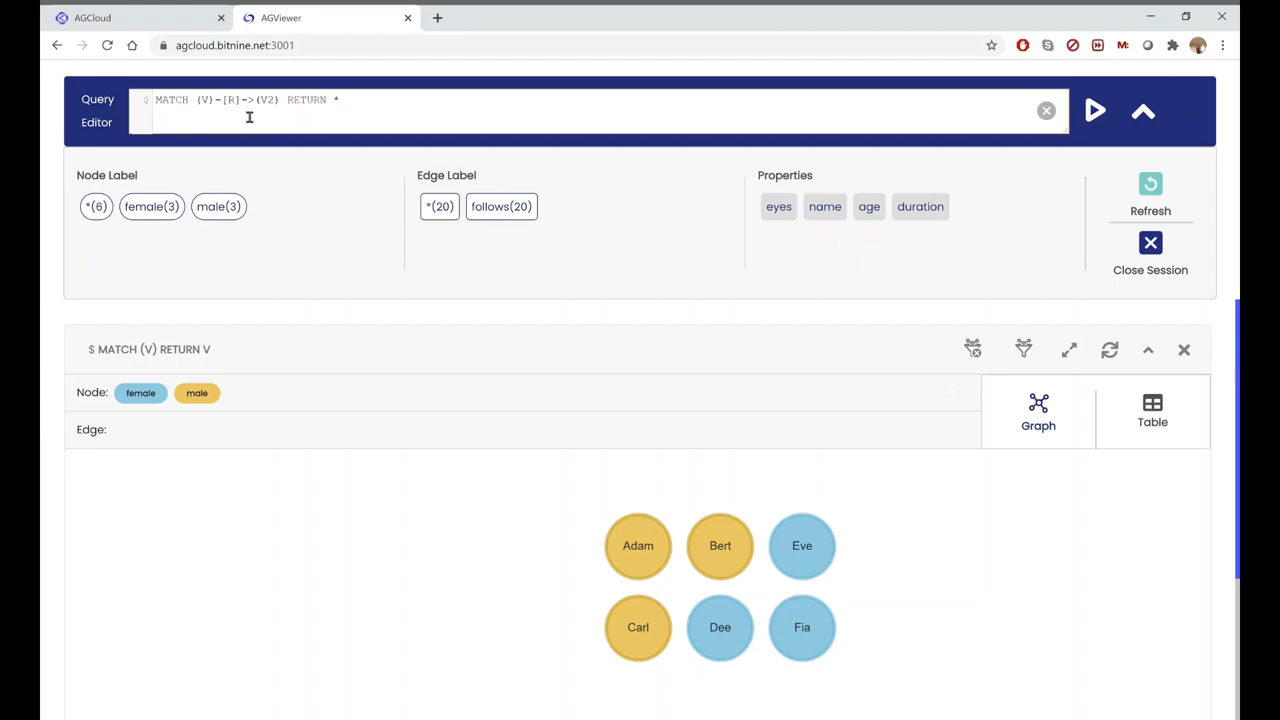 AGCloud
AGViewer
agcloud.bitnine.net:3001
M:
Query
Editor
$ MATCH (V)-[R]->(V2) RETURN *
Node Label
*(6) female(3) male(3)
Edge Label
*(20) follows(20)
Properties
eyes name age duration
Refresh
Close Session
$ MATCH (V) RETURN V
Node: female male
Edge:
Graph
Table
Adam Bert Eve
Carl Dee Fia